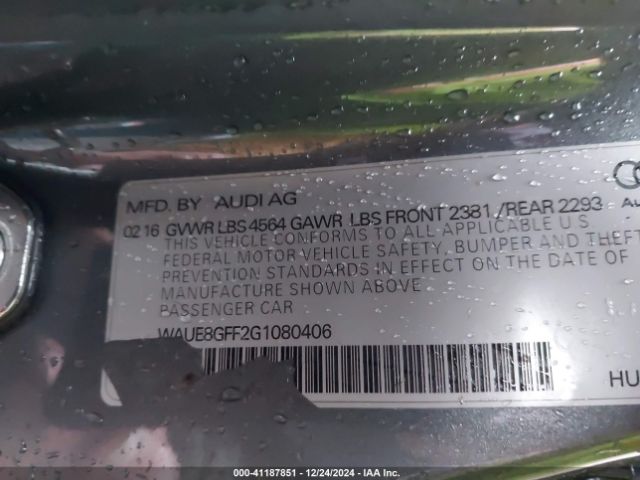 MFD. BY AUDI AG
02 16 GVWR LBS 4564 GAWR LBS FRONT 2381 /REAR 2293
THIS VEHICLE CONFORMS TO ALL APPLICABLE U S
FEDERAL MOTOR VEHICLE SAFETY, BUMPER AND THEFT
PREVENTION STANDARDS IN EFFECT ON THE DATE OF
MANUFACTURE SHOWN ABOVE
PASSENGER CAR
WAUE8GFF2G1080406
HU
Au
000-41187851 | 12/24/2024 | IAA Inc.